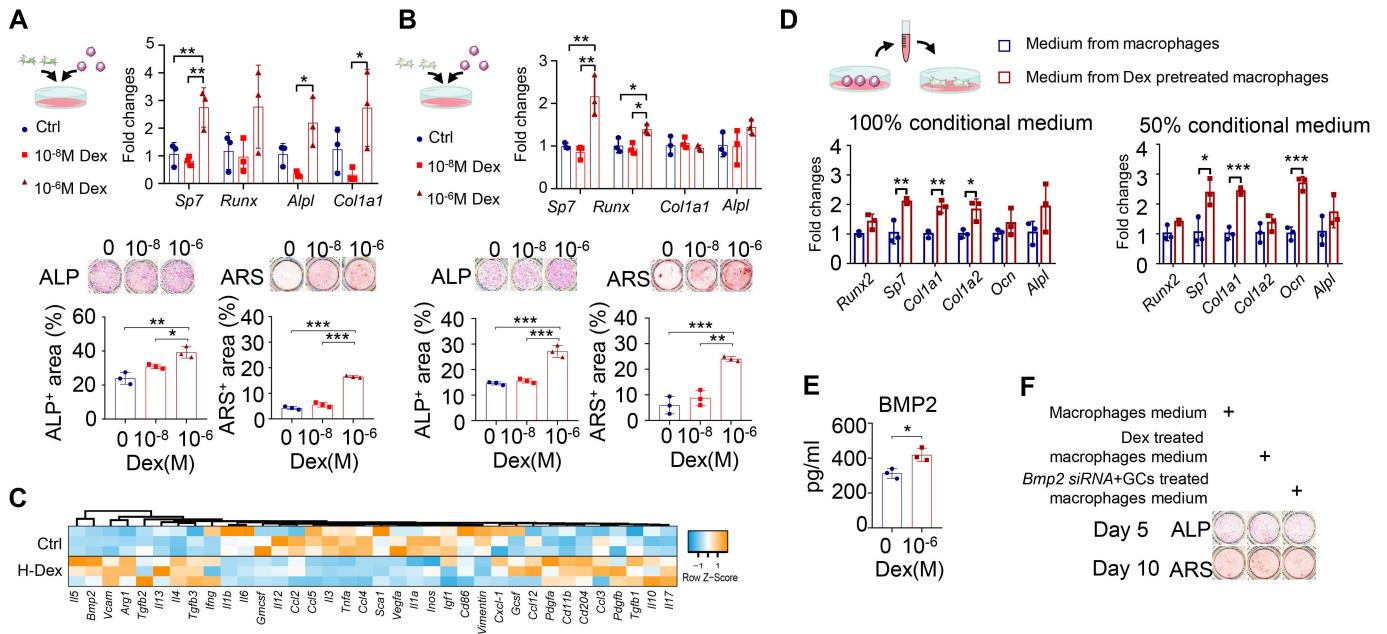 A
**
**
*
*
Fold changes
5
4
3
2
1
0
Sp7
Runx
Alpl
Col1a1
Ctrl
10⁻⁸M Dex
10⁻⁶M Dex
0 10⁻⁸ 10⁻⁶
ALP
0 10⁻⁸ 10⁻⁶
ARS
ALP⁺ area (%)
60
40
20
0
**
*
0 10⁻⁸ 10⁻⁶
Dex(M)
ARS⁺ area (%)
40
30
20
10
0
***
***
0 10⁻⁸ 10⁻⁶
Dex(M)
B
**
**
*
*
Fold changes
3
2
1
0
Sp7
Runx
Col1a1
Alpl
Ctrl
10⁻⁸M Dex
10⁻⁶M Dex
0 10⁻⁸ 10⁻⁶
ALP
0 10⁻⁸ 10⁻⁶
ARS
ALP⁺ area (%)
40
30
20
10
0
***
***
0 10⁻⁸ 10⁻⁶
Dex(M)
ARS⁺ area (%)
40
30
20
10
0
***
**
0 10⁻⁸ 10⁻⁶
Dex(M)
C
Ctrl
H-Dex
−1 1
Row Z-Score
Il5
Bmp2
Vcam
Arg1
Tgfb2
Il13
Il4
Tgfb3
Ifng
Il1b
Il6
Gmcsf
Il12
Ccl2
Ccl5
Il3
Tnfa
Ccl4
Sca1
Vegfa
Il1a
Inos
Igf1
Cd86
Vimentin
Cxcl-1
Gcsf
Ccl12
Pdgfa
Cd11b
Cd204
Ccl3
Pdgfb
Tgfb1
Il10
Il17
D
Medium from macrophages
Medium from Dex pretreated macrophages
100% conditional medium
Fold changes
4
3
2
1
0
**
**
*
Runx2
Sp7
Col1a1
Col1a2
Ocn
Alpl
50% conditional medium
Fold changes
4
3
2
1
0
*
***
***
Runx2
Sp7
Col1a1
Col1a2
Ocn
Alpl
E
BMP2
pg/ml
600
400
200
0
*
0 10⁻⁶
Dex(M)
F
Macrophages medium +
Dex treated
macrophages medium +
Bmp2 siRNA+GCs treated
macrophages medium +
Day 5 ALP
Day 10 ARS